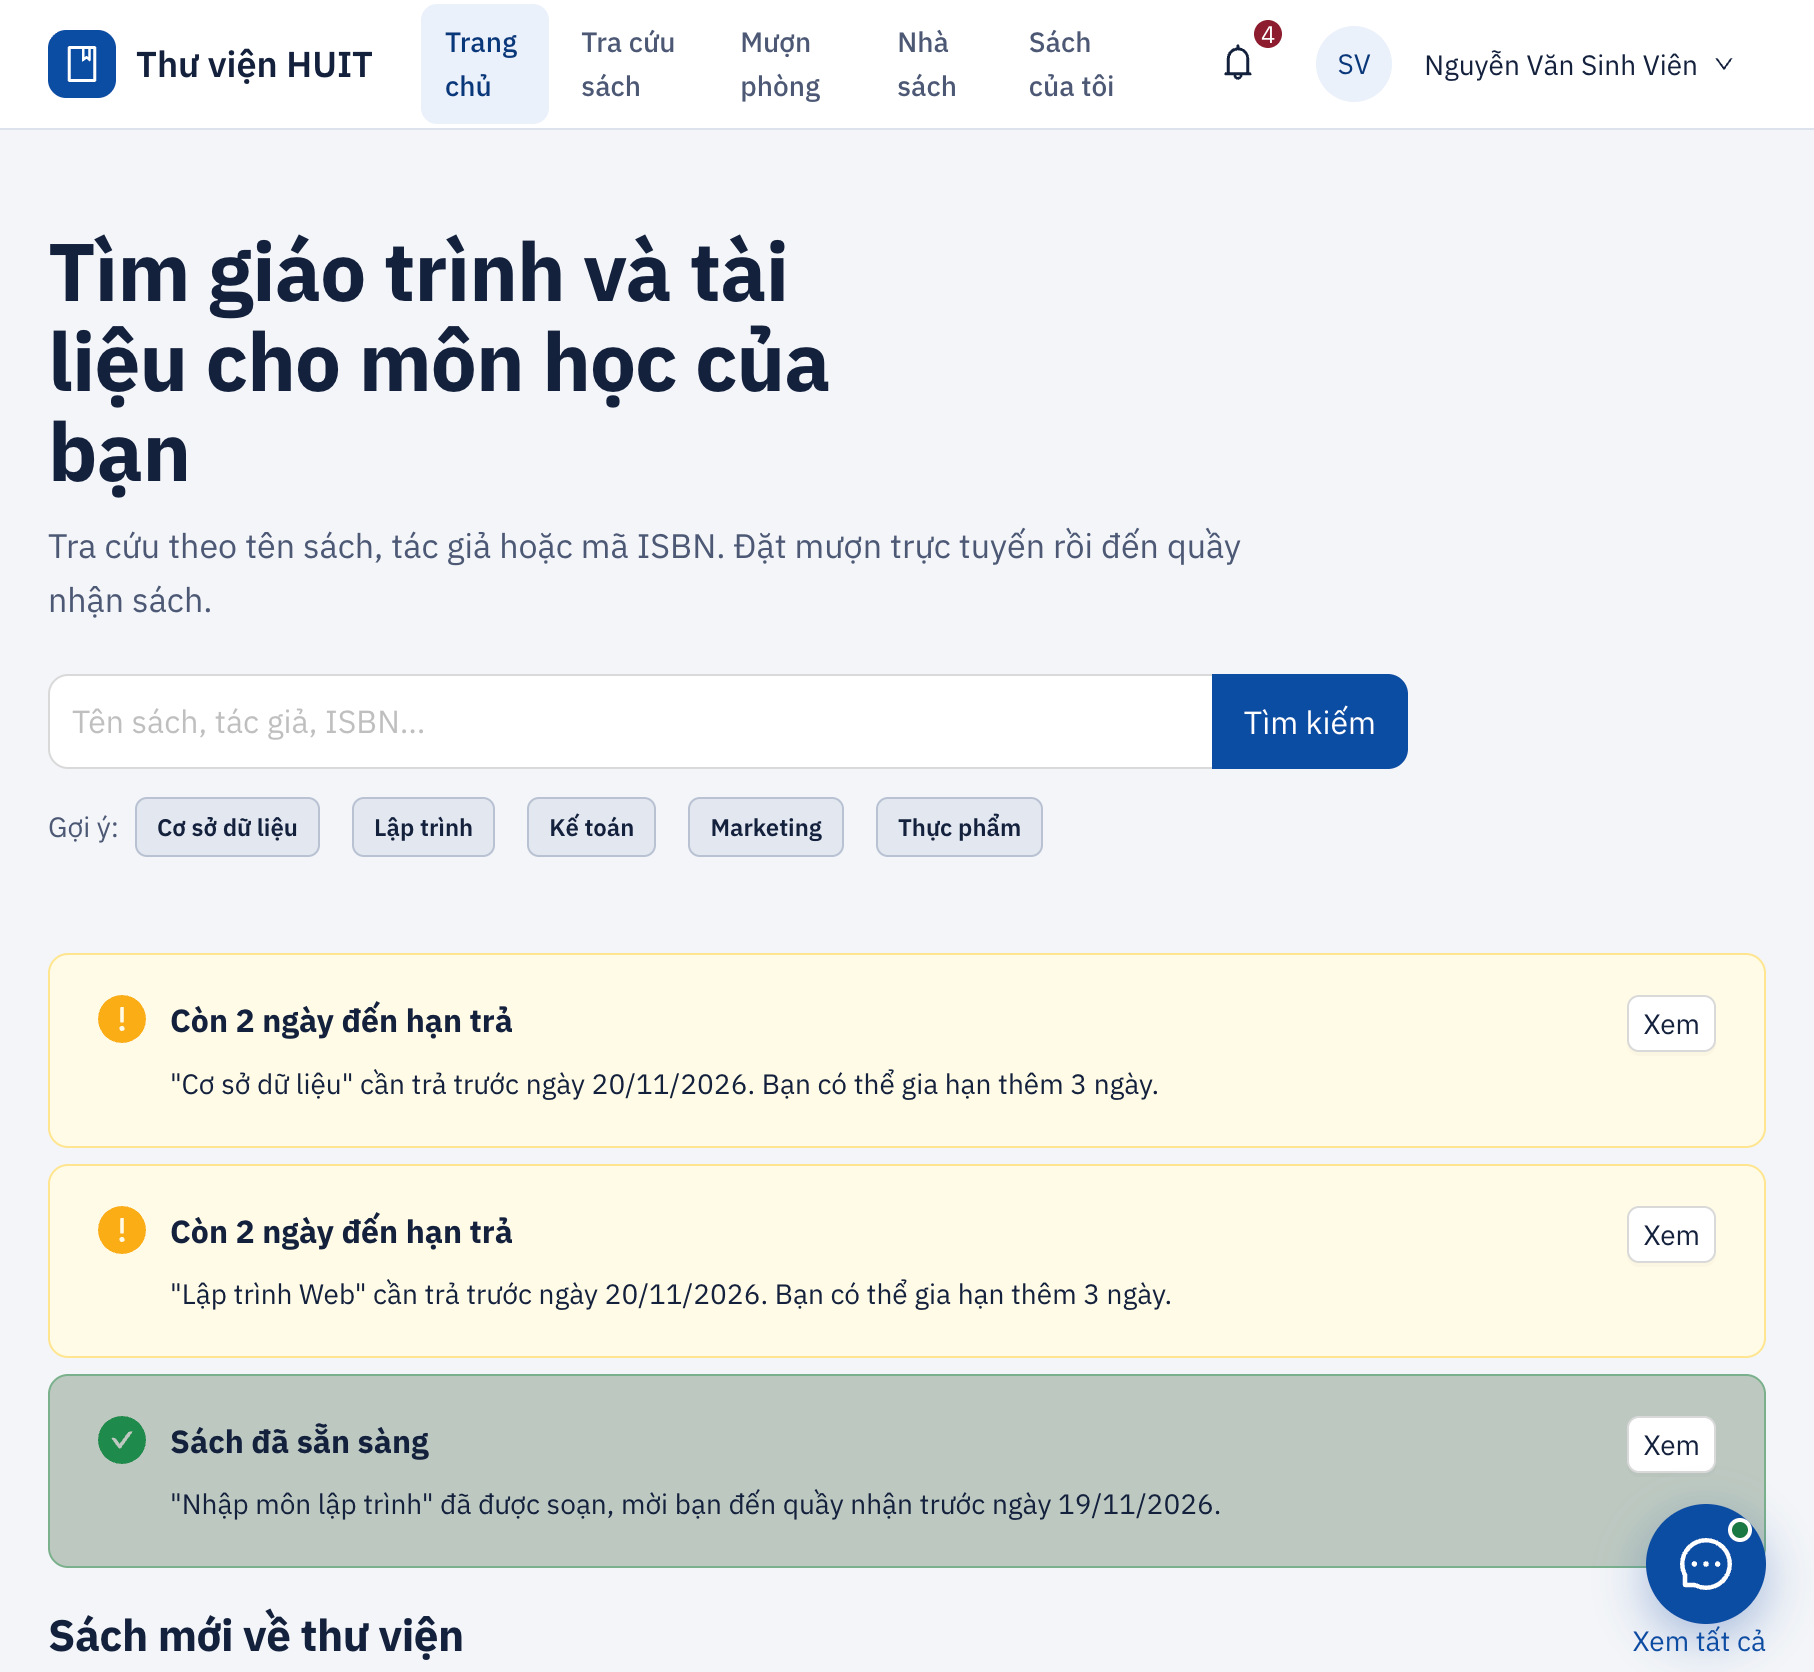 Thư viện HUIT
Trang chủ
Tra cứu sách
Mượn phòng
Nhà sách
Sách của tôi
4
SV
Nguyễn Văn Sinh Viên
Tìm giáo trình và tài
liệu cho môn học của
bạn
Tra cứu theo tên sách, tác giả hoặc mã ISBN. Đặt mượn trực tuyến rồi đến quầy
nhận sách.
Tên sách, tác giả, ISBN...
Tìm kiếm
Gợi ý: Cơ sở dữ liệu Lập trình Kế toán Marketing Thực phẩm
Còn 2 ngày đến hạn trả
Xem
"Cơ sở dữ liệu" cần trả trước ngày 20/11/2026. Bạn có thể gia hạn thêm 3 ngày.
Còn 2 ngày đến hạn trả
Xem
"Lập trình Web" cần trả trước ngày 20/11/2026. Bạn có thể gia hạn thêm 3 ngày.
Sách đã sẵn sàng
Xem
"Nhập môn lập trình" đã được soạn, mời bạn đến quầy nhận trước ngày 19/11/2026.
Sách mới về thư viện
Xem tất cả